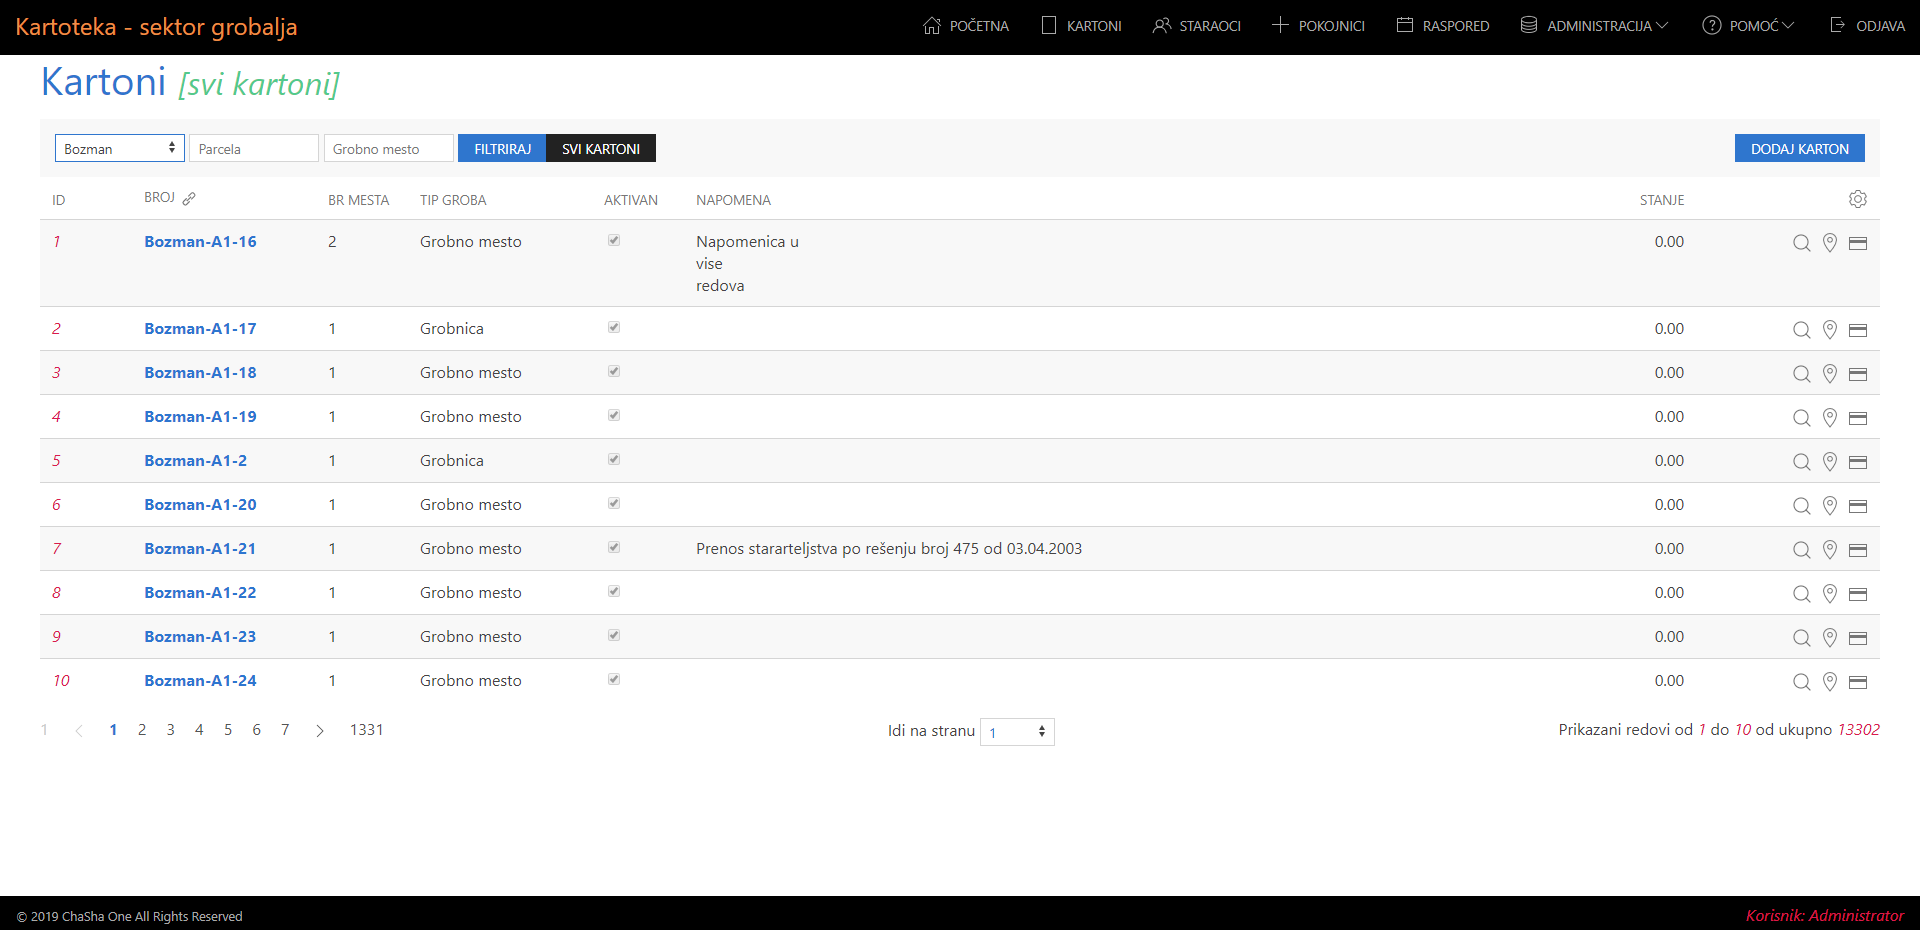 Kartoteka - sektor grobalja POČETNA KARTONI STARAOCI POKOJNICI RASPORED ADMINISTRACIJA POMOĆ ODJAVA
Kartoni [svi kartoni]
Bozman Parcela Grobno mesto FILTRIRAJ SVI KARTONI DODAJ KARTON
ID BROJ BR MESTA TIP GROBA AKTIVAN NAPOMENA STANJE
1 Bozman-A1-16 2 Grobno mesto Napomenica u 0.00
vise
redova
2 Bozman-A1-17 1 Grobnica 0.00
3 Bozman-A1-18 1 Grobno mesto 0.00
4 Bozman-A1-19 1 Grobno mesto 0.00
5 Bozman-A1-2 1 Grobnica 0.00
6 Bozman-A1-20 1 Grobno mesto 0.00
7 Bozman-A1-21 1 Grobno mesto Prenos stararteljstva po rešenju broj 475 od 03.04.2003 0.00
8 Bozman-A1-22 1 Grobno mesto 0.00
9 Bozman-A1-23 1 Grobno mesto 0.00
10 Bozman-A1-24 1 Grobno mesto 0.00
1 1 2 3 4 5 6 7 1331 Idi na stranu 1 Prikazani redovi od 1 do 10 od ukupno 13302
© 2019 ChaSha One All Rights Reserved Korisnik: Administrator